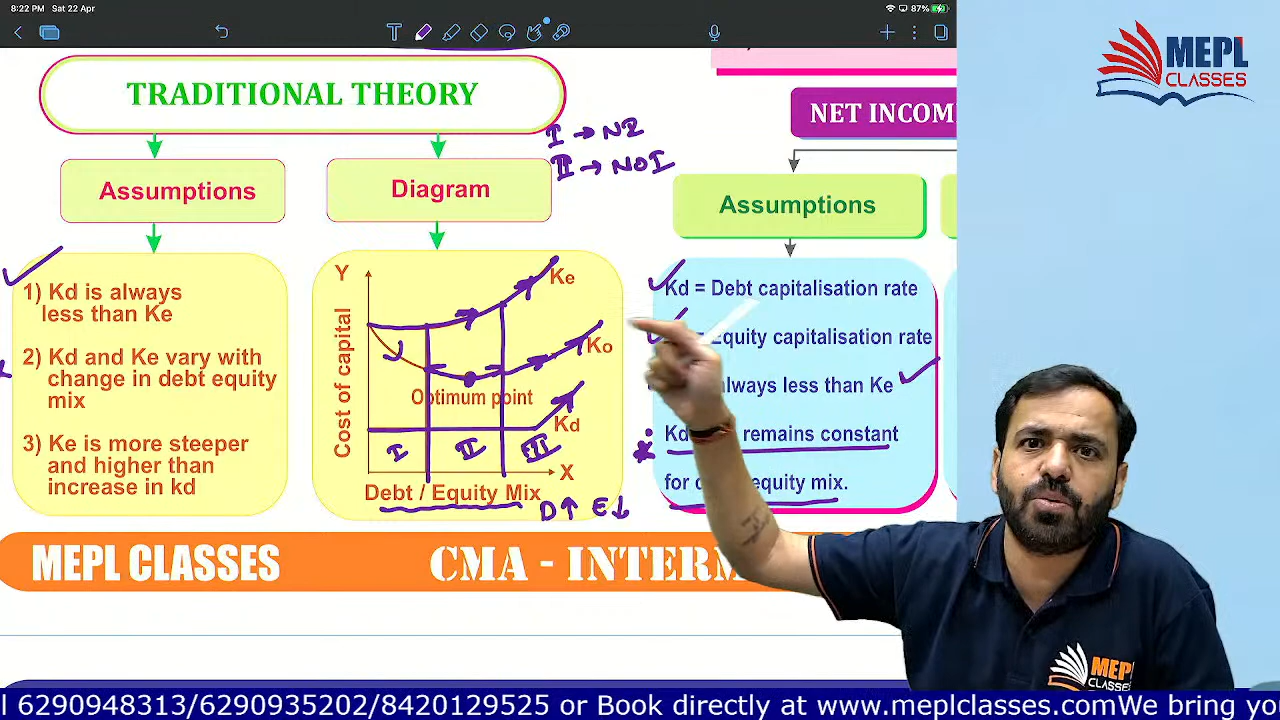 8:22 PM Sat 22 Apr
87%
T
MEPL
CLASSES
TRADITIONAL THEORY
I → NI
II → NOI
NET INCOM
Assumptions
Diagram
Assumptions
1) Kd is always
less than Ke
2) Kd and Ke vary with
change in debt equity
mix
3) Ke is more steeper
and higher than
increase in kd
Y
Cost of capital
Ke
Ko
Optimum point
Kd
I II III
X
Debt / Equity Mix
D↑ E↓
Kd = Debt capitalisation rate
= Equity capitalisation rate
always less than Ke
Kd remains constant
for equity mix.
MEPL CLASSES
CMA - INTERM
MEPL
CLASSES
l 6290948313/6290935202/8420129525 or Book directly at www.meplclasses.comWe bring you